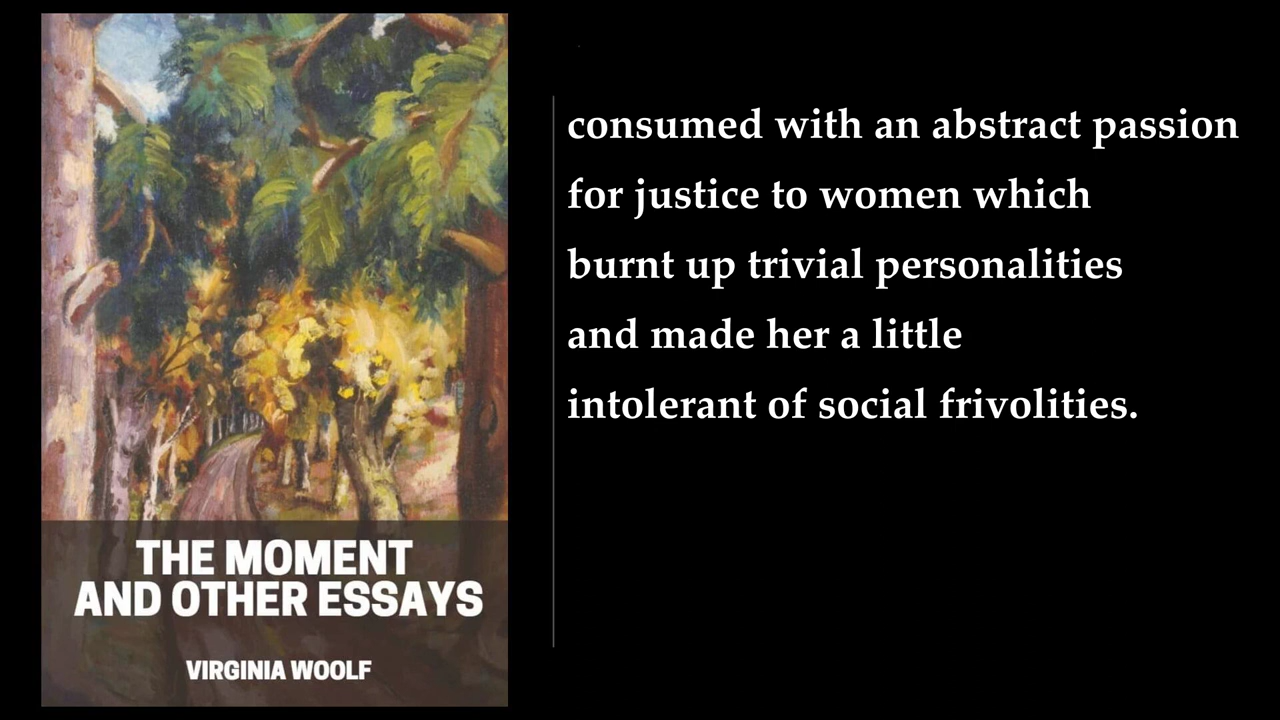 THE MOMENT
AND OTHER ESSAYS
VIRGINIA WOOLF
consumed with an abstract passion
for justice to women which
burnt up trivial personalities
and made her a little
intolerant of social frivolities.